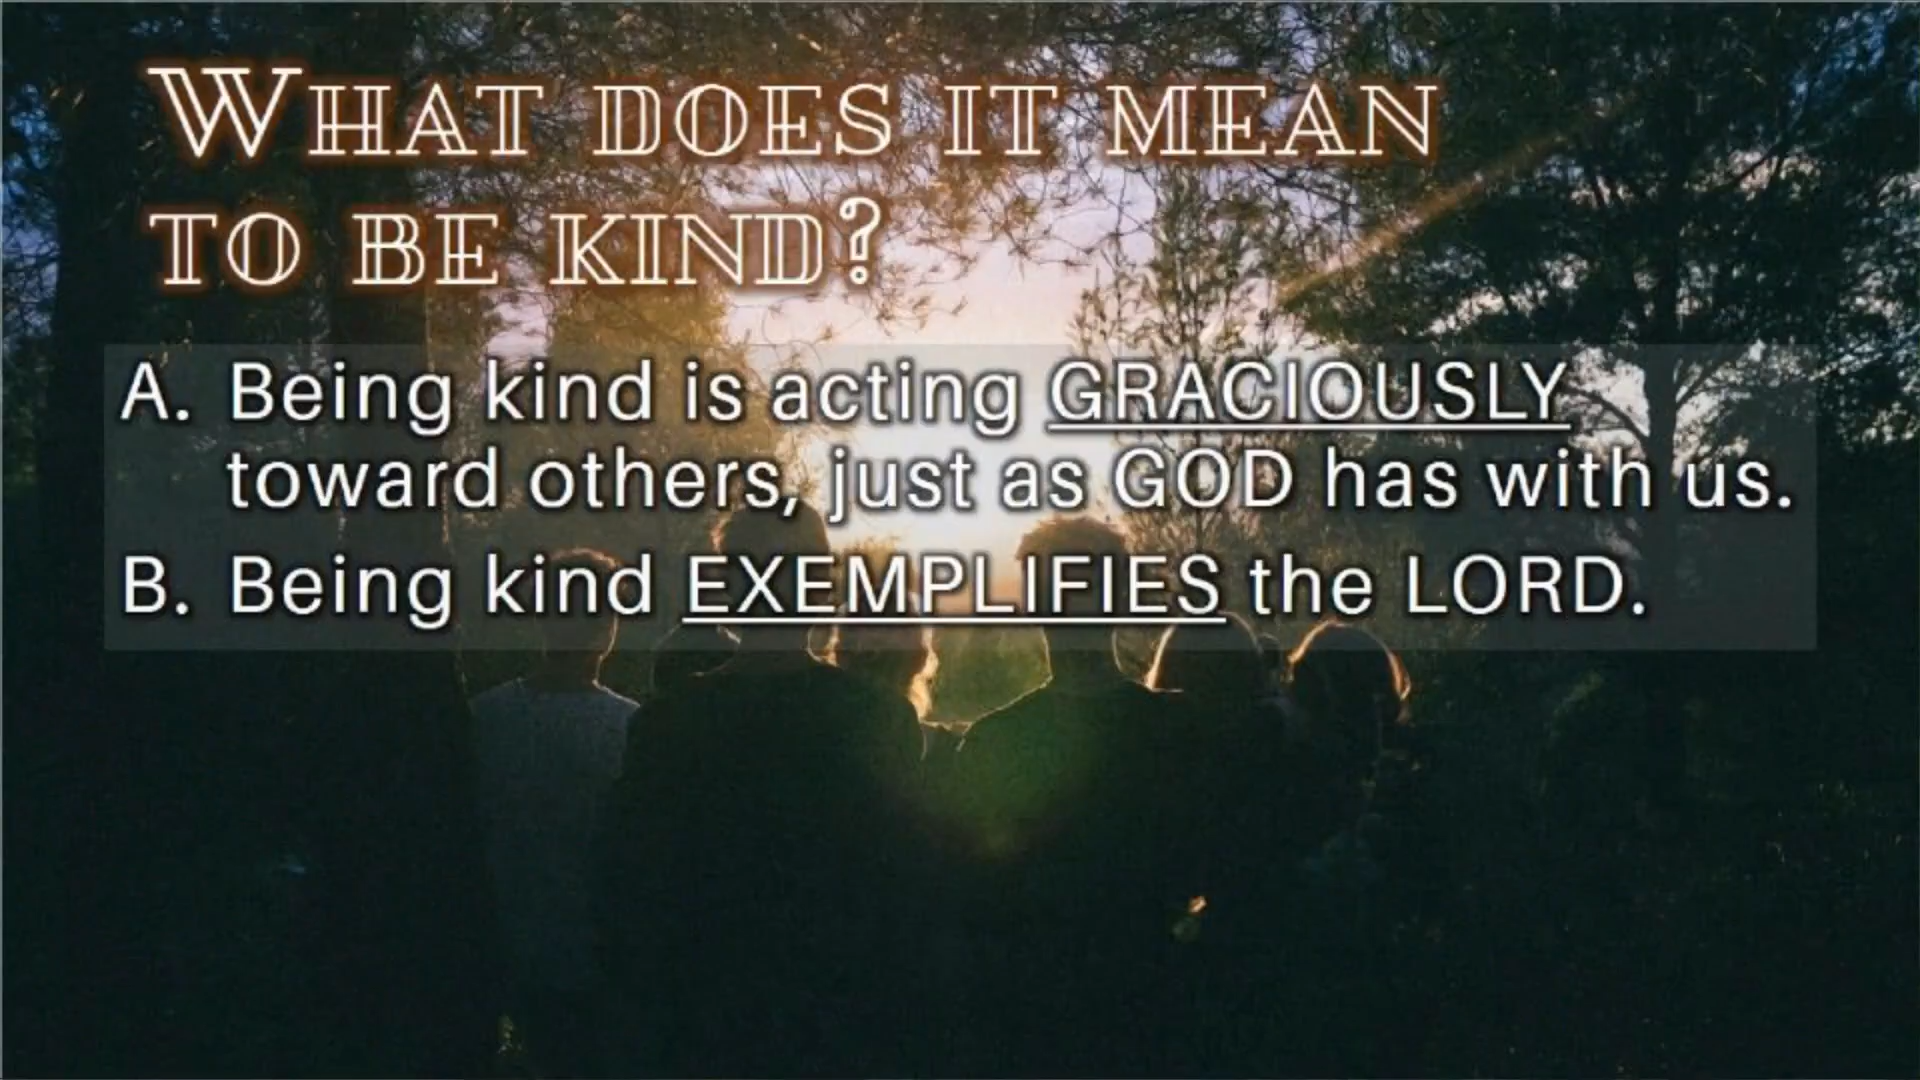 WHAT DOES IT MEAN
TO BE KIND?
A. Being kind is acting GRACIOUSLY
toward others, just as GOD has with us.
B. Being kind EXEMPLIFIES the LORD.